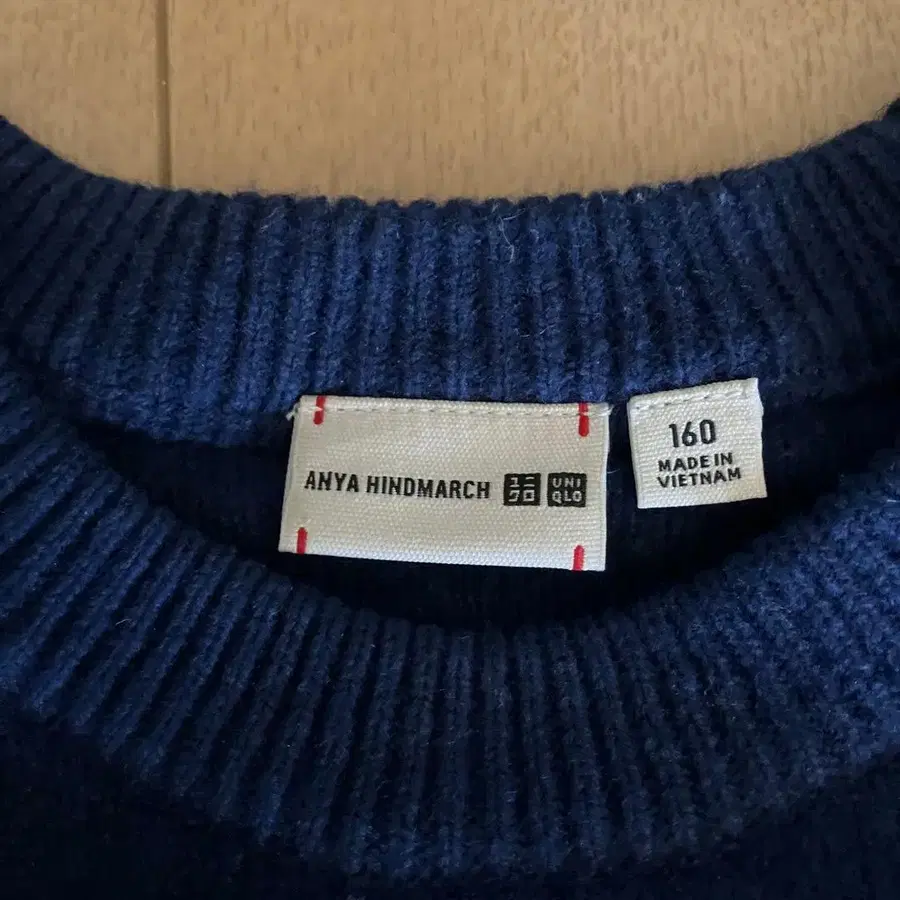 ANYA HINDMARCH ユニクロ UNIQLO
160
MADE IN
VIETNAM